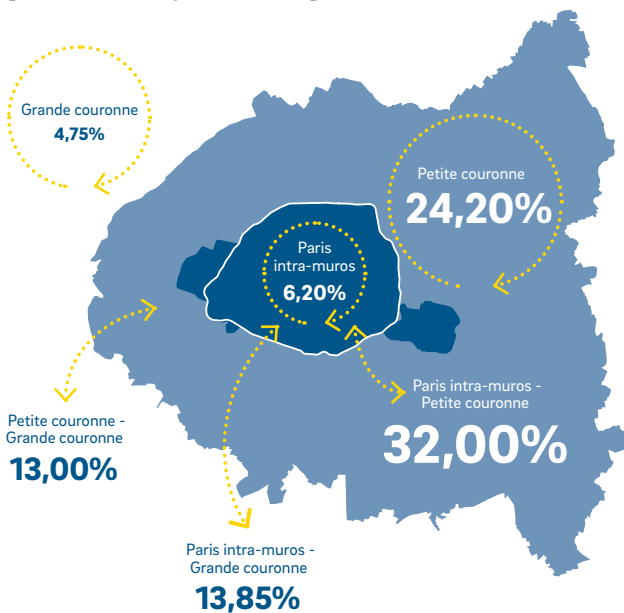 Grande couronne
4,75%
Petite couronne
24,20%
Paris
intra-muros
6,20%
Paris intra-muros -
Petite couronne
32,00%
Petite couronne -
Grande couronne
13,00%
Paris intra-muros -
Grande couronne
13,85%